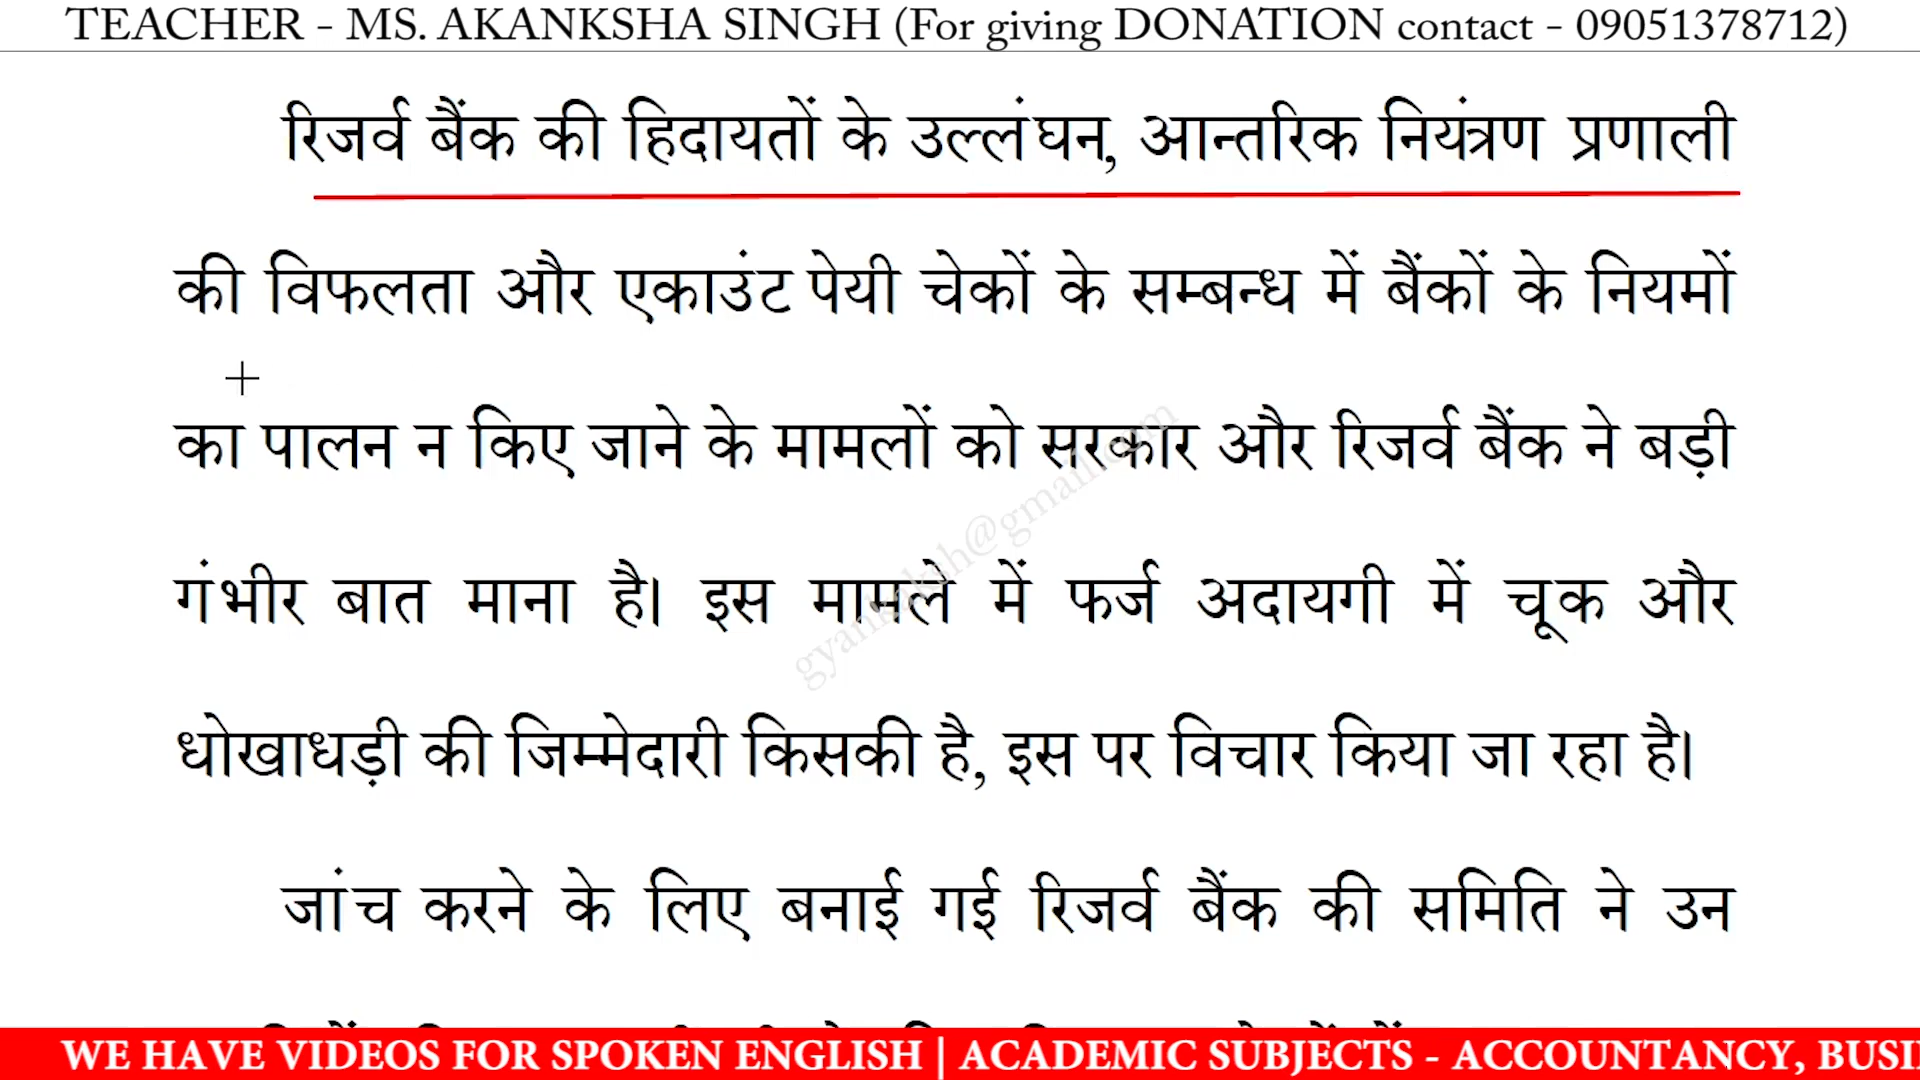 TEACHER - MS. AKANKSHA SINGH (For giving DONATION contact - 09051378712)
रिजर्व बैंक की हिदायतों के उल्लंघन, आन्तरिक नियंत्रण प्रणाली
की विफलता और एकाउंट पेयी चेकों के सम्बन्ध में बैंकों के नियमों
का पालन न किए जाने के मामलों को सरकार और रिजर्व बैंक ने बड़ी
गंभीर बात माना है। इस मामले में फर्ज अदायगी में चूक और
धोखाधड़ी की जिम्मेदारी किसकी है, इस पर विचार किया जा रहा है।
जांच करने के लिए बनाई गई रिजर्व बैंक की समिति ने उन
WE HAVE VIDEOS FOR SPOKEN ENGLISH | ACADEMIC SUBJECTS - ACCOUNTANCY, BUSI